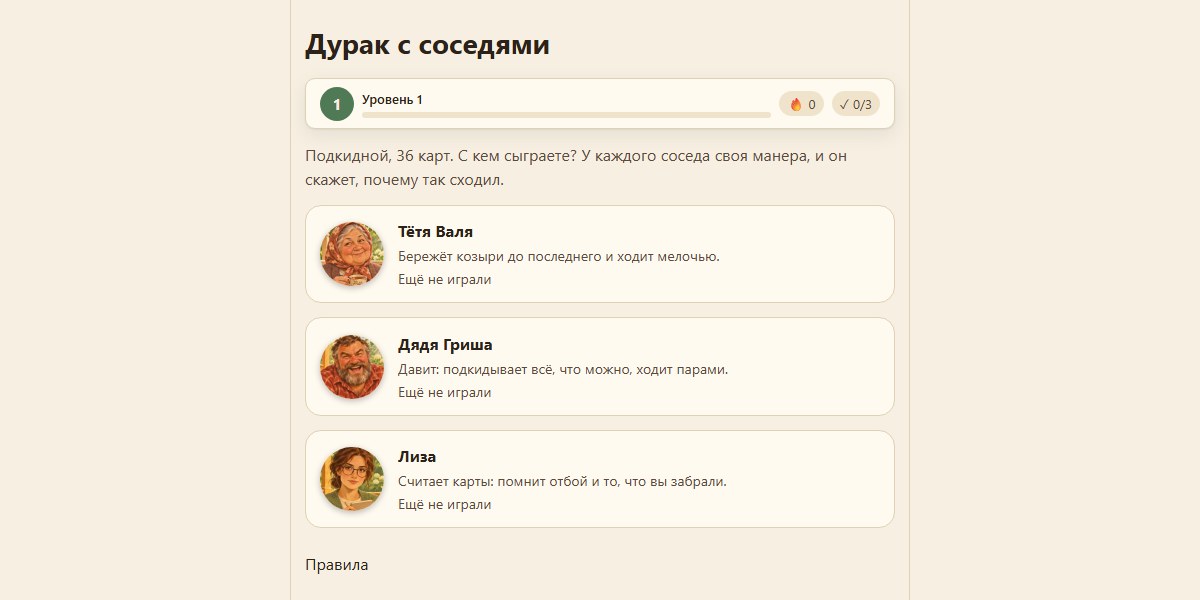 Дурак с соседями
1
Уровень 1
🔥 0
✓ 0/3
Подкидной, 36 карт. С кем сыграете? У каждого соседа своя манера, и он
скажет, почему так сходил.
Тётя Валя
Бережёт козыри до последнего и ходит мелочью.
Ещё не играли
Дядя Гриша
Давит: подкидывает всё, что можно, ходит парами.
Ещё не играли
Лиза
Считает карты: помнит отбой и то, что вы забрали.
Ещё не играли
Правила